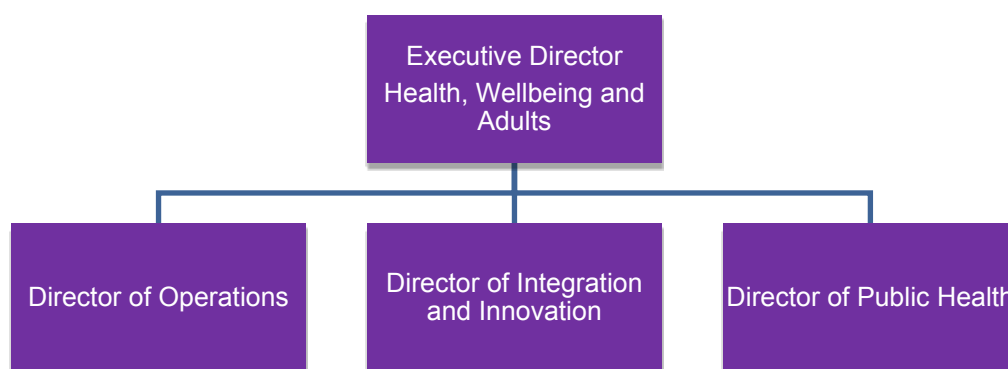 Executive Director
Health, Wellbeing and
Adults
Director of Operations
Director of Integration
and Innovation
Director of Public Health